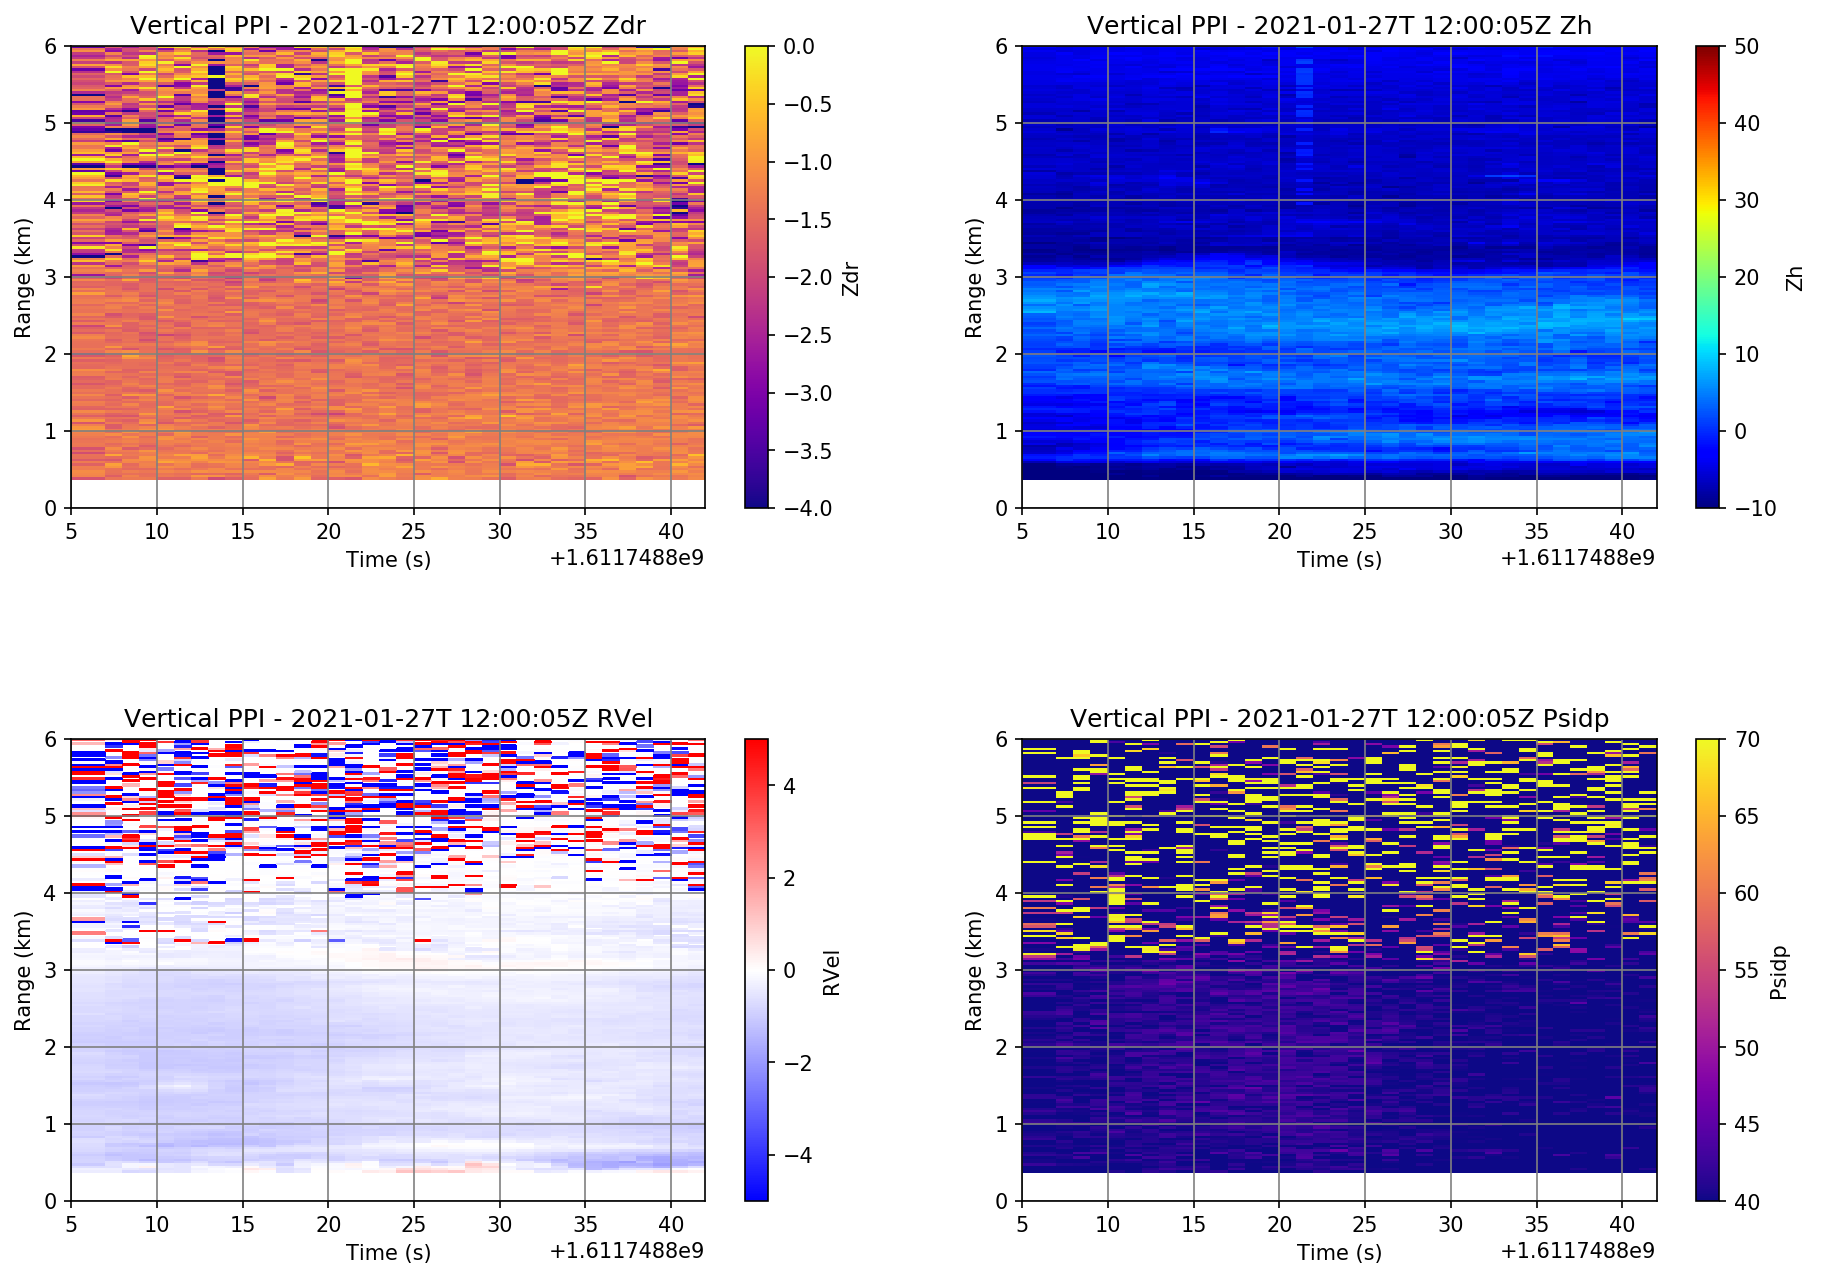 Vertical PPI - 2021-01-27T 12:00:05Z Zdr
6
5
4
3
2
1
0
Range (km)
5 10 15 20 25 30 35 40
Time (s)
+1.6117488e9
0.0
−0.5
−1.0
−1.5
−2.0
−2.5
−3.0
−3.5
−4.0
Zdr
Vertical PPI - 2021-01-27T 12:00:05Z Zh
6
5
4
3
2
1
0
Range (km)
5 10 15 20 25 30 35 40
Time (s)
+1.6117488e9
50
40
30
20
10
0
−10
Zh
Vertical PPI - 2021-01-27T 12:00:05Z RVel
6
5
4
3
2
1
0
Range (km)
5 10 15 20 25 30 35 40
Time (s)
+1.6117488e9
4
2
0
−2
−4
RVel
Vertical PPI - 2021-01-27T 12:00:05Z Psidp
6
5
4
3
2
1
0
Range (km)
5 10 15 20 25 30 35 40
Time (s)
+1.6117488e9
70
65
60
55
50
45
40
Psidp